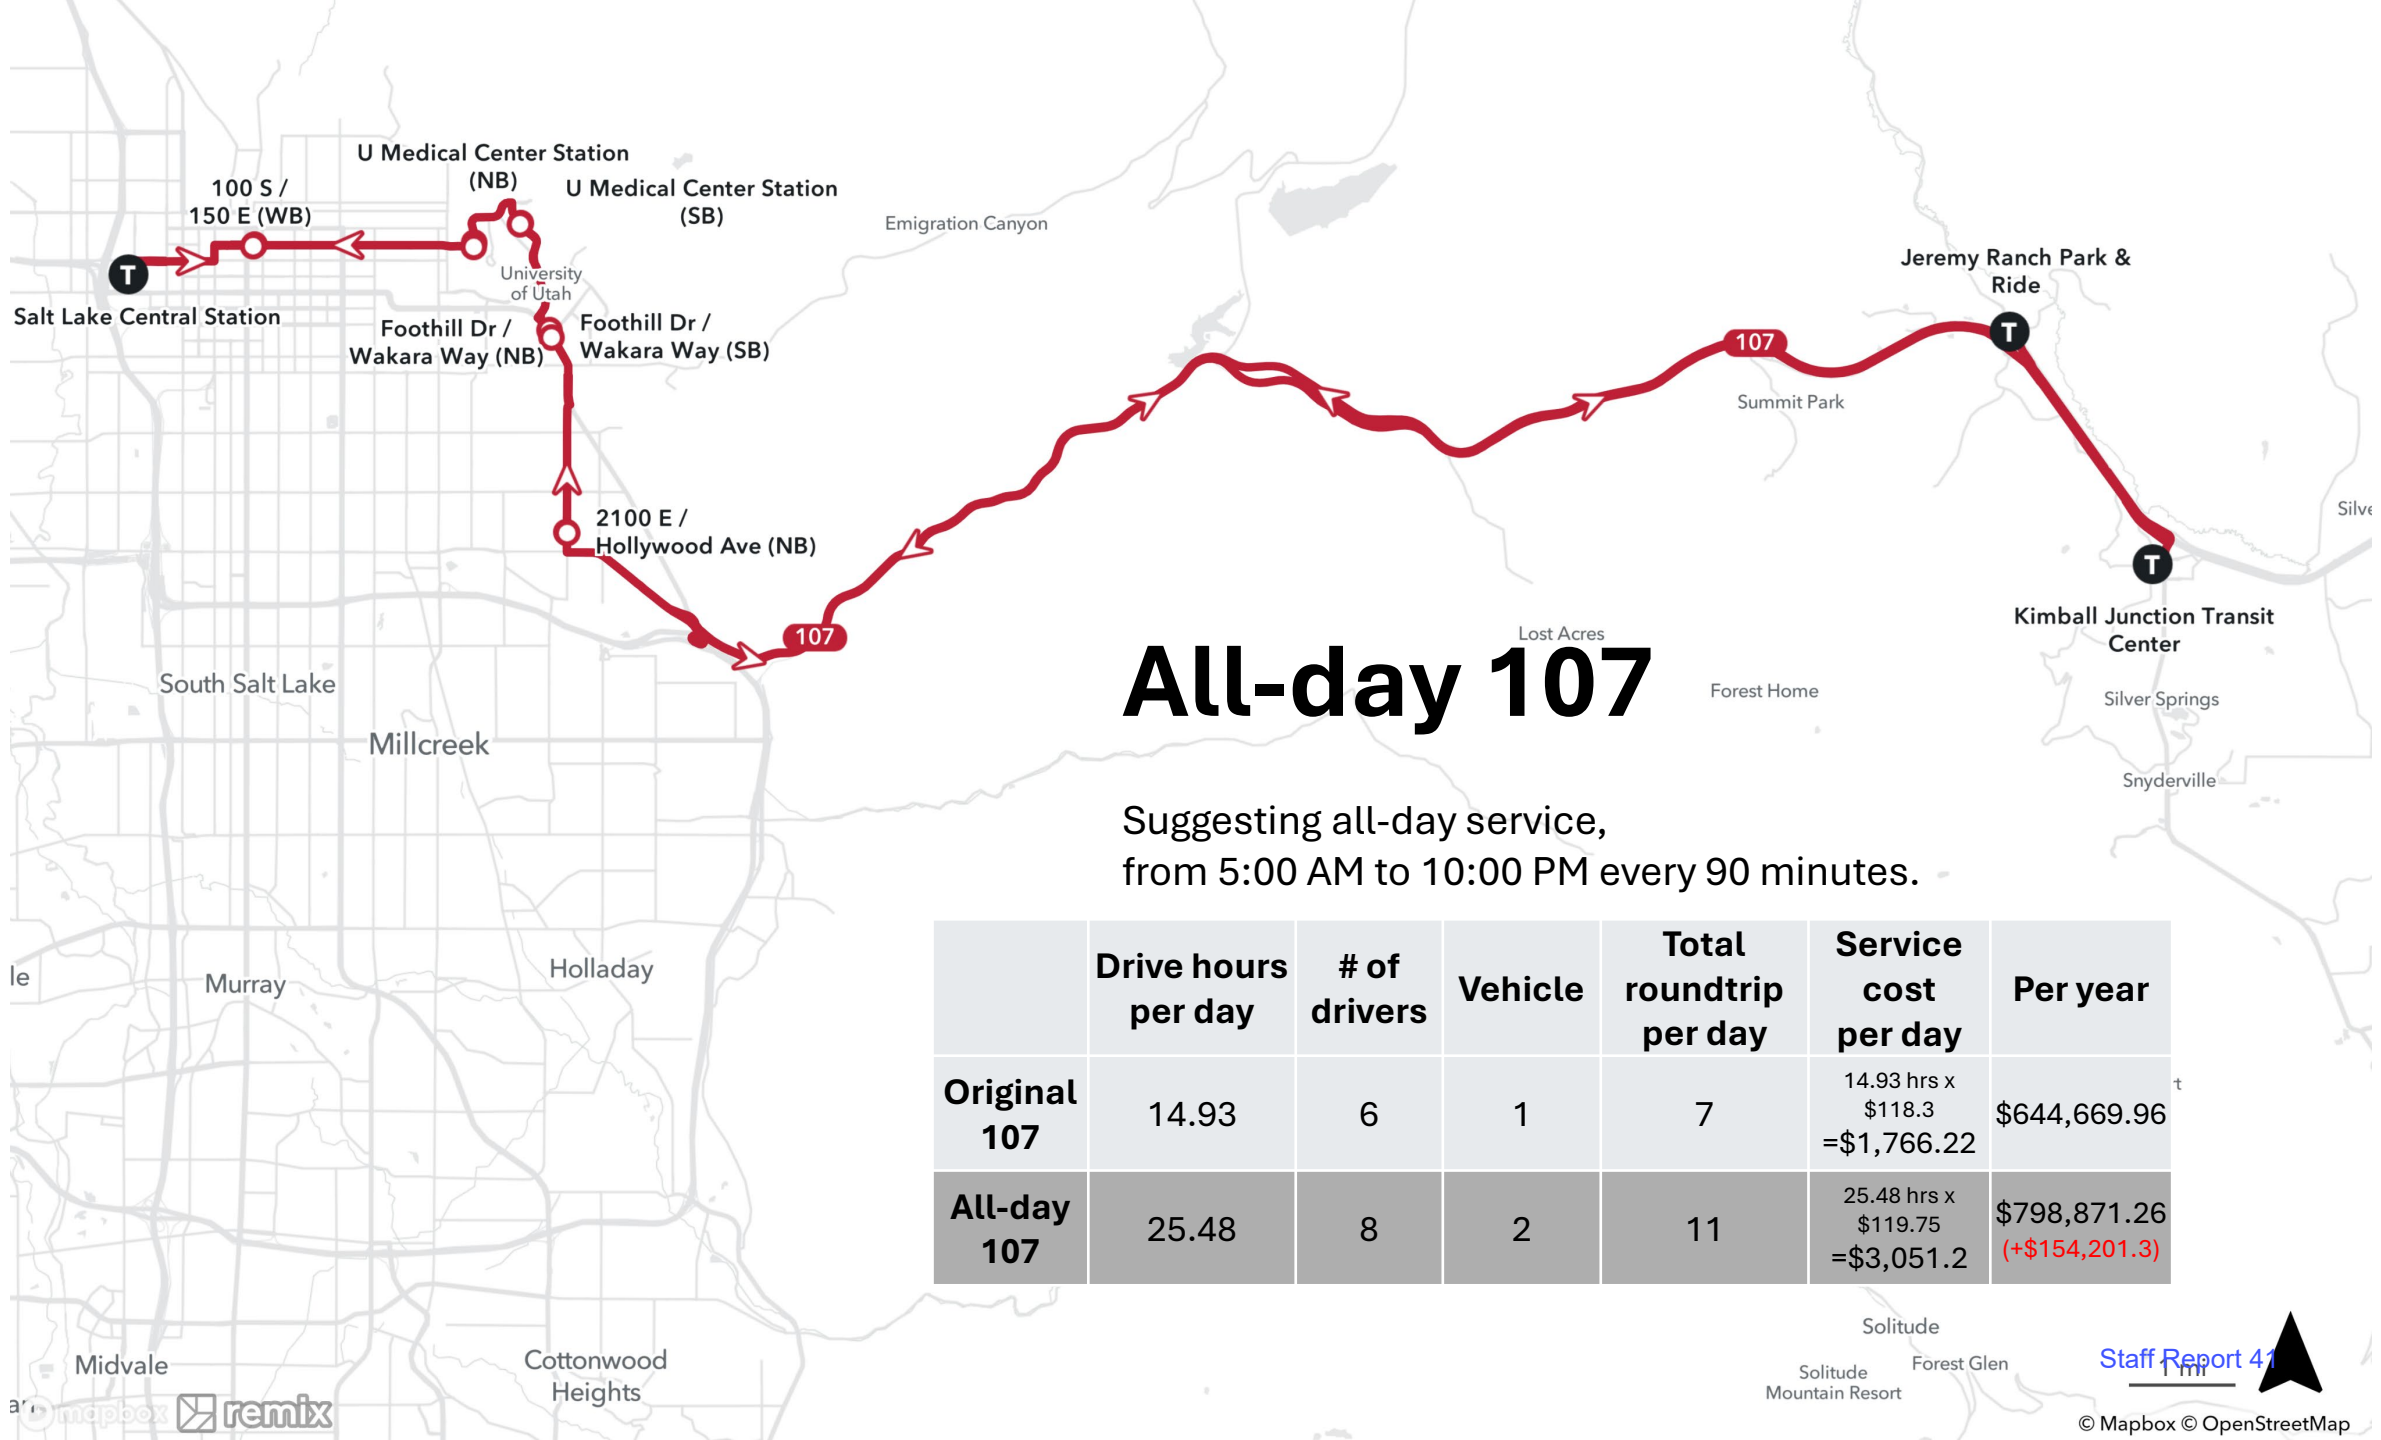 U Medical Center Station
(NB)
U Medical Center Station
(SB)
100 S /
150 E (WB)
Emigration Canyon
University
of Utah
Salt Lake Central Station
Foothill Dr /
Wakara Way (NB)
Foothill Dr /
Wakara Way (SB)
Jeremy Ranch Park &
Ride
107
Summit Park
2100 E /
Hollywood Ave (NB)
107
T
T
T
Kimball Junction Transit
Center
Lost Acres
Forest Home
Silver Springs
Snyderville
South Salt Lake
Millcreek
Murray
Holladay
Midvale
Cottonwood
Heights
All-day 107
Suggesting all-day service,
from 5:00 AM to 10:00 PM every 90 minutes.
Drive hours
per day
# of
drivers
Vehicle
Total
roundtrip
per day
Service
cost
per day
Per year
Original
107
14.93
6
1
7
14.93 hrs x
$118.3
=$1,766.22
$644,669.96
All-day
107
25.48
8
2
11
25.48 hrs x
$119.75
=$3,051.2
$798,871.26
(+$154,201.3)
Solitude
Solitude
Mountain Resort
Forest Glen
Staff Report 41
1 mi
mapbox
remix
© Mapbox © OpenStreetMap